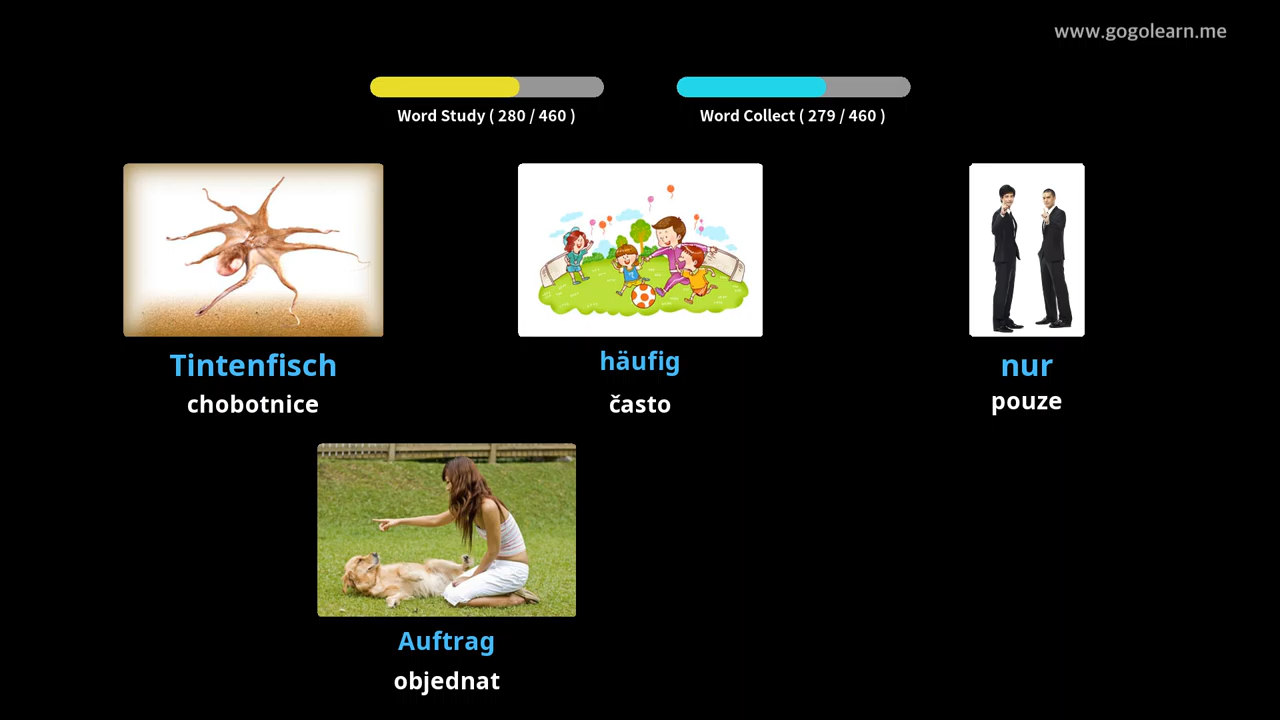 www.gogolearn.me
Word Study ( 280 / 460 )
Word Collect ( 279 / 460 )
Tintenfisch
chobotnice
häufig
často
nur
pouze
Auftrag
objednat